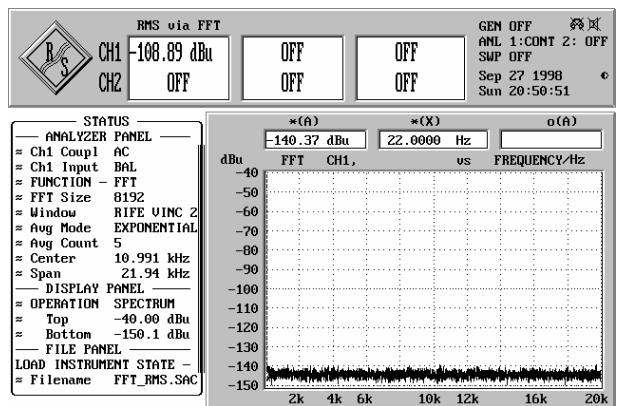 RMS via FFT
GEN OFF
R
S
CH1 -108.89 dBu OFF OFF
ANL 1:CONT 2: OFF
SWP OFF
CH2 OFF OFF OFF
Sep 27 1998
Sun 20:50:51
STATUS
ANALYZER PANEL
≈ Ch1 Coupl AC
≈ Ch1 Input BAL
≈ FUNCTION - FFT
≈ FFT Size 8192
≈ Window RIFE VINC 2
≈ Avg Mode EXPONENTIAL
≈ Avg Count 5
≈ Center 10.991 kHz
≈ Span 21.94 kHz
DISPLAY PANEL
≈ OPERATION SPECTRUM
≈ Top -40.00 dBu
≈ Bottom -150.1 dBu
FILE PANEL
LOAD INSTRUMENT STATE -
≈ Filename FFT_RMS.SAC
*(A) *(X) o(A)
-140.37 dBu 22.0000 Hz
dBu FFT CH1, vs FREQUENCY/Hz
-40
-50
-60
-70
-80
-90
-100
-110
-120
-130
-140
-150
2k 4k 6k 10k 12k 16k 20k